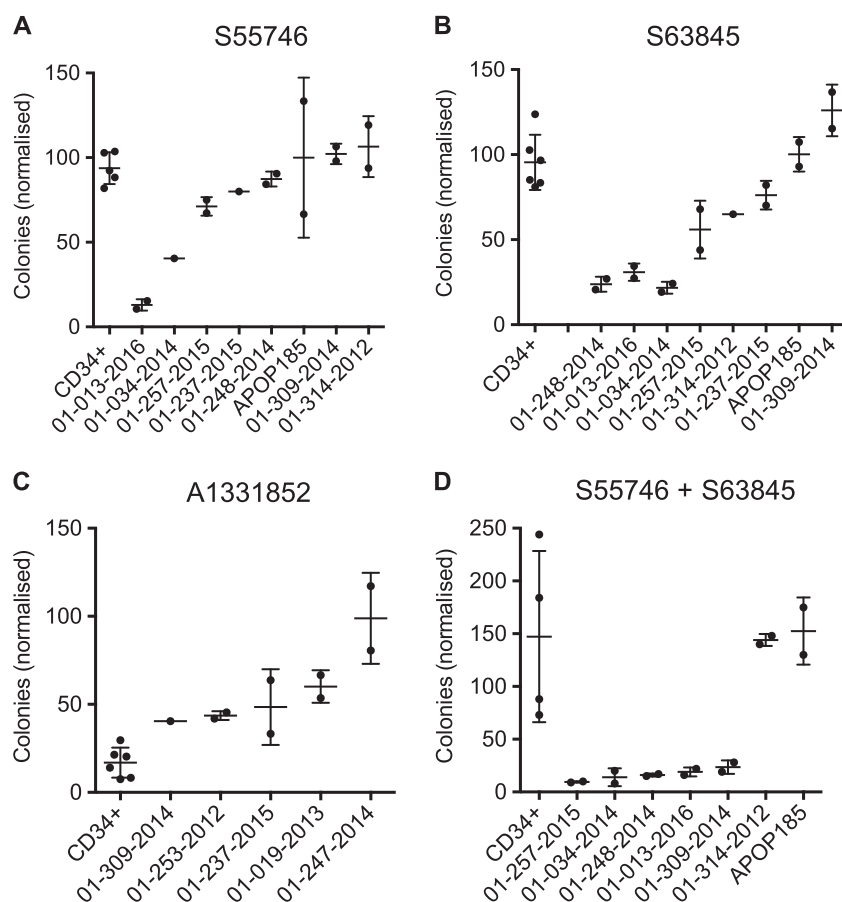 A
S55746
Colonies (normalised)
150
100
50
0
CD34+
01-013-2016
01-034-2014
01-257-2015
01-237-2015
01-248-2014
APOP185
01-309-2014
01-314-2012
B
S63845
Colonies (normalised)
150
100
50
0
CD34+
01-248-2014
01-013-2016
01-034-2014
01-257-2015
01-314-2012
01-237-2015
APOP185
01-309-2014
C
A1331852
Colonies (normalised)
150
100
50
0
CD34+
01-309-2014
01-253-2012
01-237-2015
01-019-2013
01-247-2014
D
S55746 + S63845
Colonies (normalised)
250
200
150
100
50
0
CD34+
01-257-2015
01-034-2014
01-248-2014
01-013-2016
01-309-2014
01-314-2012
APOP185